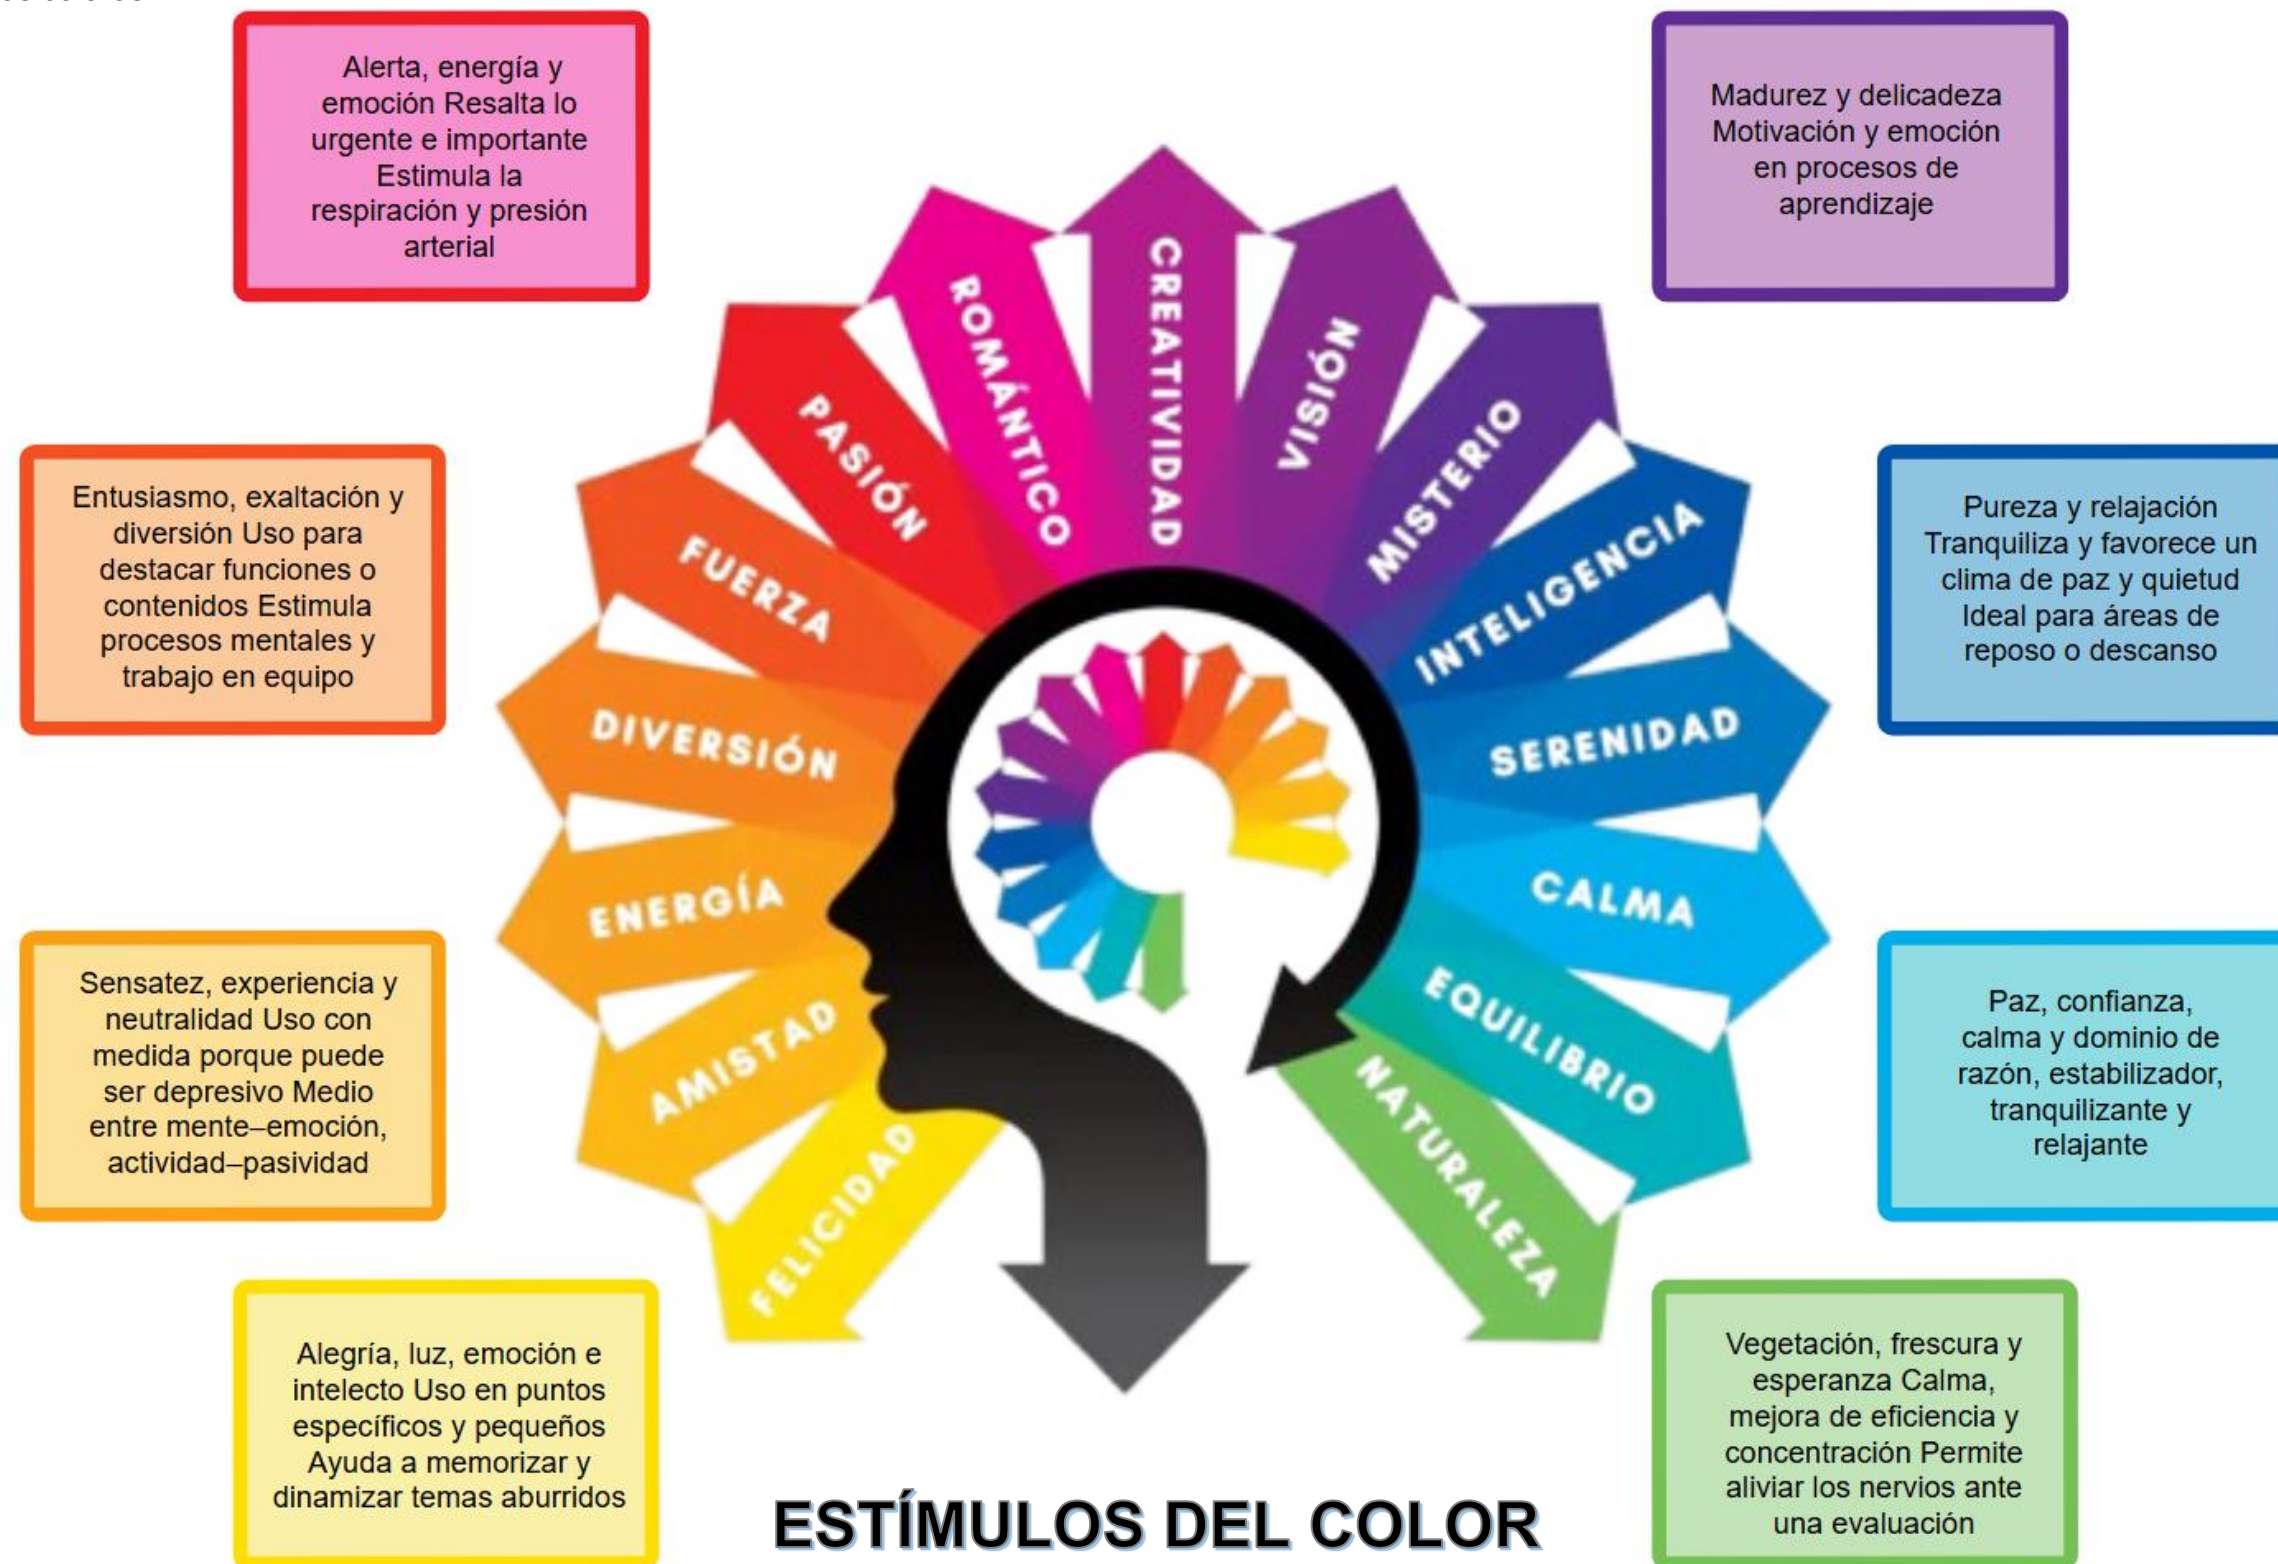 Alerta, energía y
emoción Resalta lo
urgente e importante
Estimula la
respiración y presión
arterial
Madurez y delicadeza
Motivación y emoción
en procesos de
aprendizaje
Entusiasmo, exaltación y
diversión Uso para
destacar funciones o
contenidos Estimula
procesos mentales y
trabajo en equipo
Pureza y relajación
Tranquiliza y favorece un
clima de paz y quietud
Ideal para áreas de
reposo o descanso
Sensatez, experiencia y
neutralidad Uso con
medida porque puede
ser depresivo Medio
entre mente–emoción,
actividad–pasividad
Paz, confianza,
calma y dominio de
razón, estabilizador,
tranquilizante y
relajante
Alegría, luz, emoción e
intelecto Uso en puntos
específicos y pequeños
Ayuda a memorizar y
dinamizar temas aburridos
Vegetación, frescura y
esperanza Calma,
mejora de eficiencia y
concentración Permite
aliviar los nervios ante
una evaluación
FELICIDAD
AMISTAD
ENERGÍA
DIVERSIÓN
FUERZA
PASIÓN
ROMÁNTICO
CREATIVIDAD
VISIÓN
MISTERIO
INTELIGENCIA
SERENIDAD
CALMA
EQUILIBRIO
NATURALEZA
ESTÍMULOS DEL COLOR